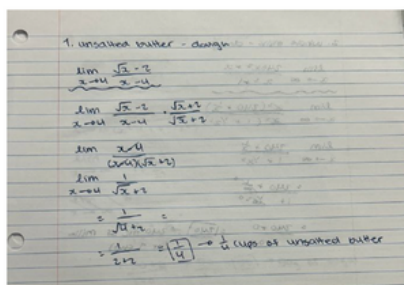 1. unsalted butter - dough
lim x→4 √x - 2 / x - 4
lim x→4 √x - 2 / x - 4 · √x + 2 / √x + 2
lim x - 4 / (x - 4)(√x + 2)
lim x→4 1 / √x + 2
= 1 / √4 + 2 =
= 1 / 2+2 = 1/4 → 1/4 cups of unsalted butter